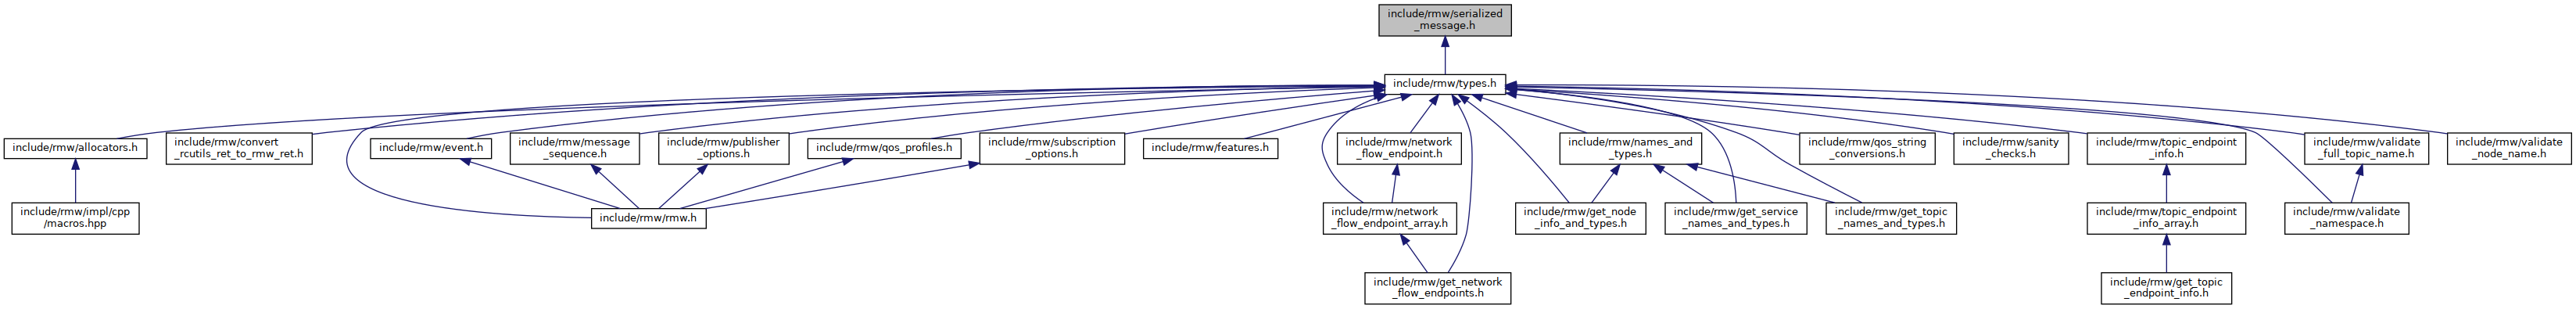 include/rmw/serialized
_message.h
include/rmw/types.h
include/rmw/allocators.h
include/rmw/convert
_rcutils_ret_to_rmw_ret.h
include/rmw/event.h
include/rmw/message
_sequence.h
include/rmw/publisher
_options.h
include/rmw/qos_profiles.h
include/rmw/subscription
_options.h
include/rmw/features.h
include/rmw/network
_flow_endpoint.h
include/rmw/names_and
_types.h
include/rmw/qos_string
_conversions.h
include/rmw/sanity
_checks.h
include/rmw/topic_endpoint
_info.h
include/rmw/validate
_full_topic_name.h
include/rmw/validate
_node_name.h
include/rmw/impl/cpp
/macros.hpp
include/rmw/rmw.h
include/rmw/network
_flow_endpoint_array.h
include/rmw/get_node
_info_and_types.h
include/rmw/get_service
_names_and_types.h
include/rmw/get_topic
_names_and_types.h
include/rmw/topic_endpoint
_info_array.h
include/rmw/validate
_namespace.h
include/rmw/get_network
_flow_endpoints.h
include/rmw/get_topic
_endpoint_info.h